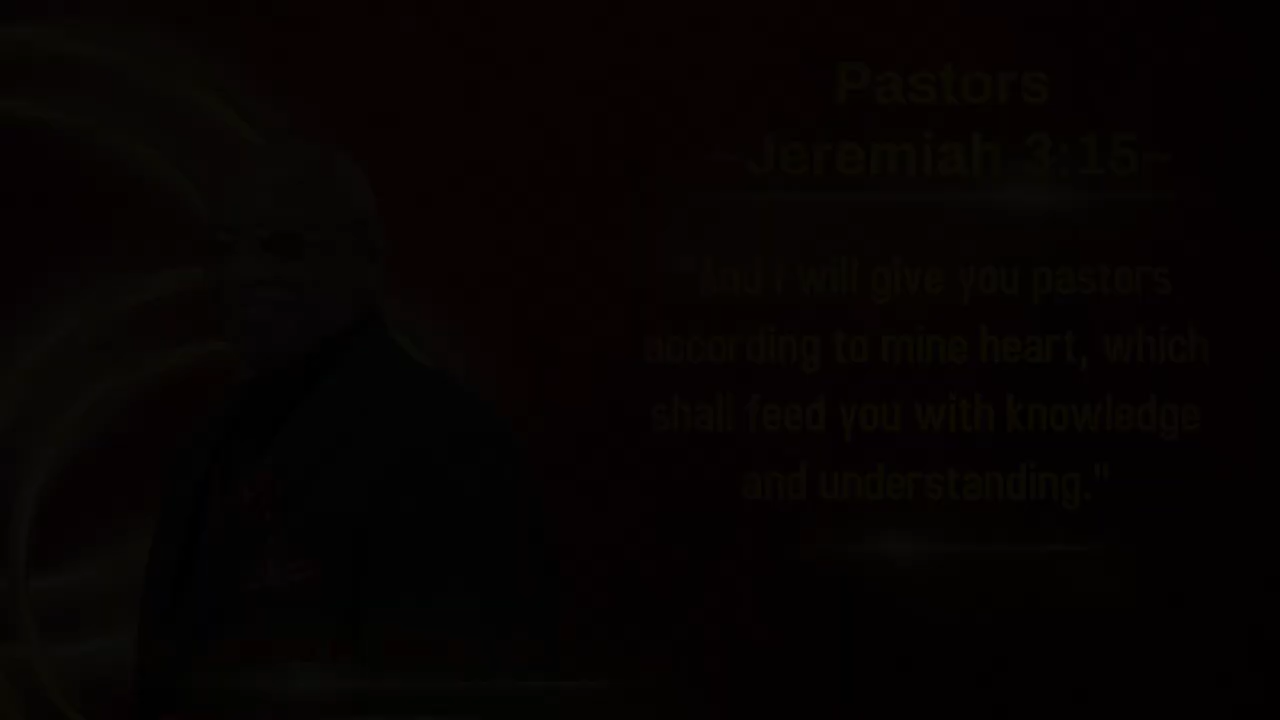 Pastors
-Jeremiah 3:15-
"And I will give you pastors
according to mine heart, which
shall feed you with knowledge
and understanding."